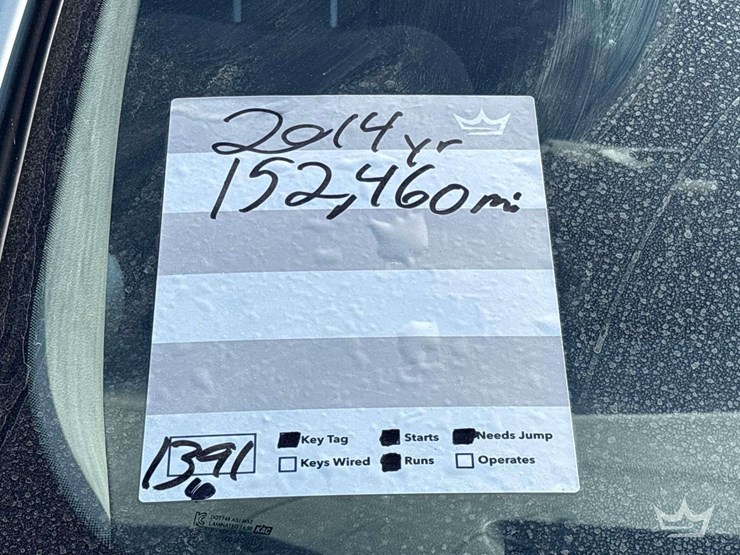 2014 yr
152,460 mi
1391
Key Tag Starts Needs Jump
Keys Wired Runs Operates